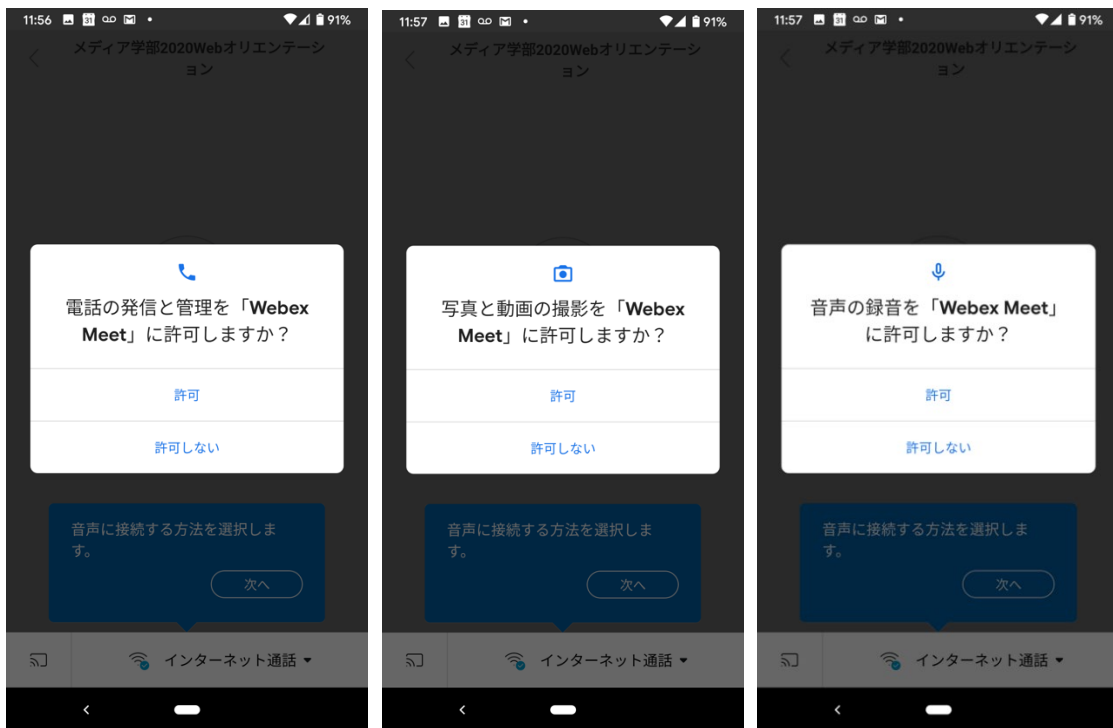 11:56
31
91%
メディア学部2020Webオリエンテーシ
ョン
電話の発信と管理を「Webex
Meet」に許可しますか？
許可
許可しない
音声に接続する方法を選択しま
す。
次へ
インターネット通話
11:57
31
91%
メディア学部2020Webオリエンテーシ
ョン
写真と動画の撮影を「Webex
Meet」に許可しますか？
許可
許可しない
音声に接続する方法を選択しま
す。
次へ
インターネット通話
11:57
31
91%
メディア学部2020Webオリエンテーシ
ョン
音声の録音を「Webex Meet」
に許可しますか？
許可
許可しない
音声に接続する方法を選択しま
す。
次へ
インターネット通話